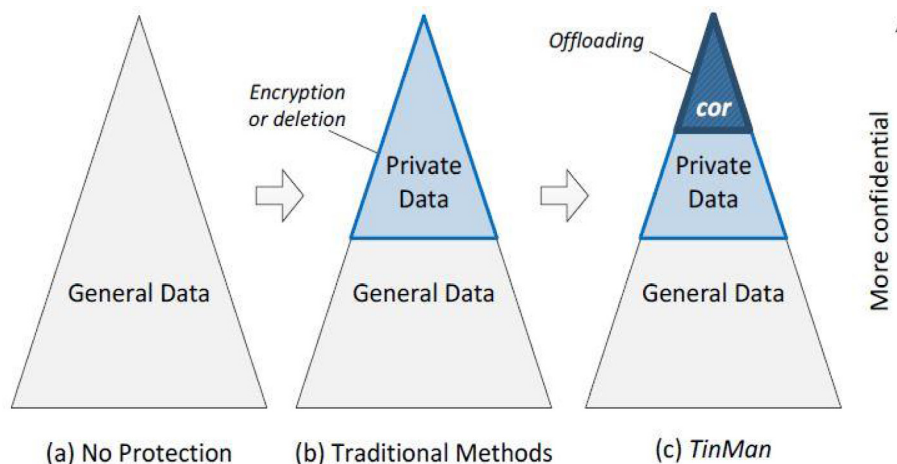 Encryption
or deletion
Offloading
cor
Private
Data
Private
Data
General Data
General Data
General Data
More confidential
(a) No Protection
(b) Traditional Methods
(c) TinMan